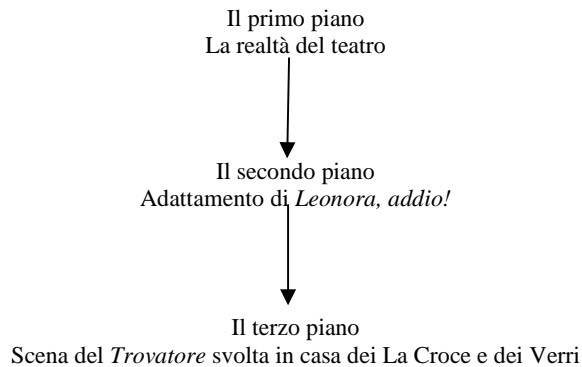 Il primo piano
La realtà del teatro
Il secondo piano
Adattamento di Leonora, addio!
Il terzo piano
Scena del Trovatore svolta in casa dei La Croce e dei Verri